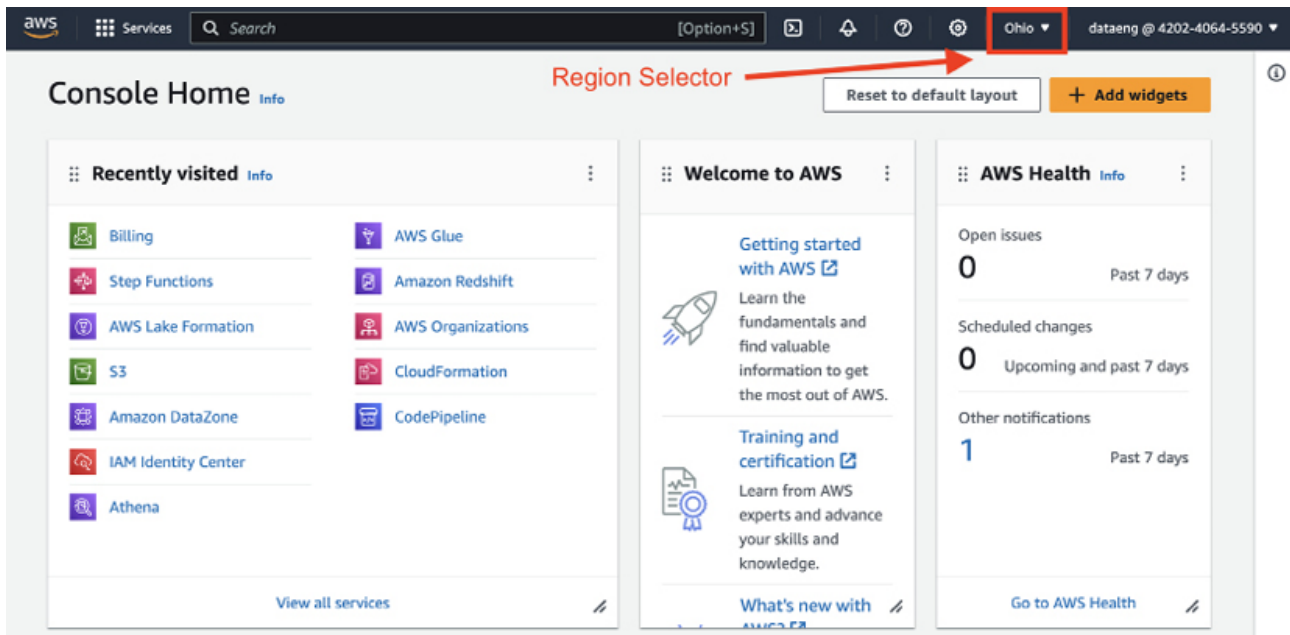 aws
Services
Search
[Option+S]
Ohio ▼
dataeng @ 4202-4064-5590 ▼
Region Selector
Console Home Info
Reset to default layout
+ Add widgets
Recently visited Info
Billing
Step Functions
AWS Lake Formation
S3
Amazon DataZone
IAM Identity Center
Athena
AWS Glue
Amazon Redshift
AWS Organizations
CloudFormation
CodePipeline
View all services
Welcome to AWS
Getting started
with AWS
Learn the
fundamentals and
find valuable
information to get
the most out of AWS.
Training and
certification
Learn from AWS
experts and advance
your skills and
knowledge.
What's new with
AWS?
AWS Health Info
Open issues
0
Past 7 days
Scheduled changes
0
Upcoming and past 7 days
Other notifications
1
Past 7 days
Go to AWS Health